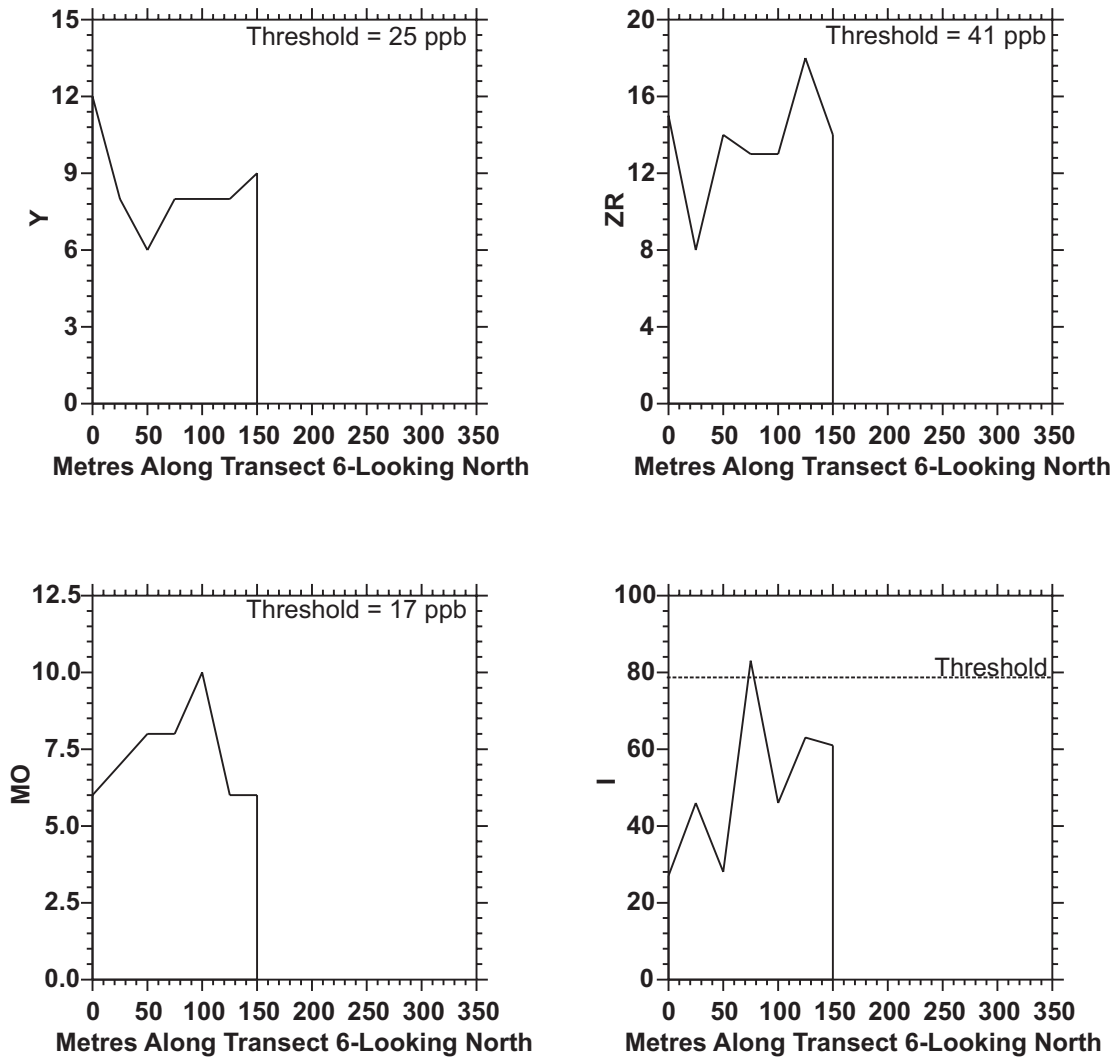 15
Threshold = 25 ppb
12
9
Y
6
3
0
0 50 100 150 200 250 300 350
Metres Along Transect 6-Looking North
20
Threshold = 41 ppb
16
12
ZR
8
4
0
0 50 100 150 200 250 300 350
Metres Along Transect 6-Looking North
12.5
Threshold = 17 ppb
10.0
7.5
MO
5.0
2.5
0.0
0 50 100 150 200 250 300 350
Metres Along Transect 6-Looking North
100
80
Threshold
60
I
40
20
0
0 50 100 150 200 250 300 350
Metres Along Transect 6-Looking North